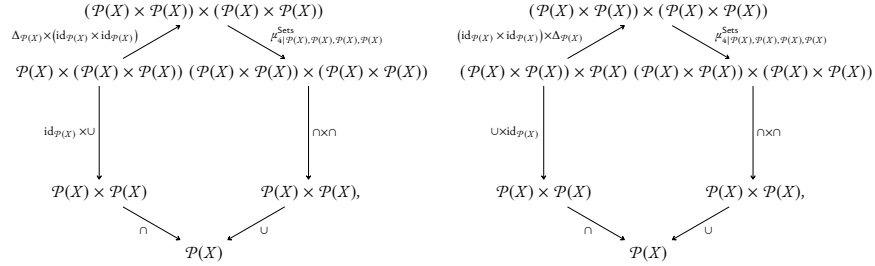 (𝒫(X) × 𝒫(X)) × (𝒫(X) × 𝒫(X))
Δ_{𝒫(X)}×(id_{𝒫(X)} × id_{𝒫(X)})
μ^{Sets}_{4|𝒫(X),𝒫(X),𝒫(X),𝒫(X)}
𝒫(X) × (𝒫(X) × 𝒫(X)) (𝒫(X) × 𝒫(X)) × (𝒫(X) × 𝒫(X))
id_{𝒫(X)} ×∪
∩×∩
𝒫(X) × 𝒫(X)
𝒫(X) × 𝒫(X),
∩
∪
𝒫(X)
(𝒫(X) × 𝒫(X)) × (𝒫(X) × 𝒫(X))
(id_{𝒫(X)} × id_{𝒫(X)})×Δ_{𝒫(X)}
μ^{Sets}_{4|𝒫(X),𝒫(X),𝒫(X),𝒫(X)}
(𝒫(X) × 𝒫(X)) × 𝒫(X) (𝒫(X) × 𝒫(X)) × (𝒫(X) × 𝒫(X))
∪×id_{𝒫(X)}
∩×∩
𝒫(X) × 𝒫(X)
𝒫(X) × 𝒫(X),
∩
∪
𝒫(X)